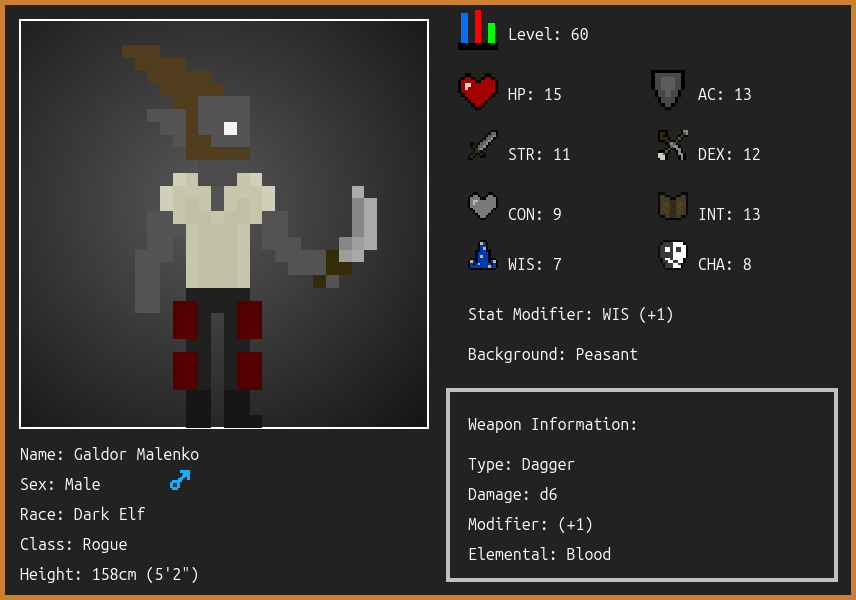 Level: 60
HP: 15
AC: 13
STR: 11
DEX: 12
CON: 9
INT: 13
WIS: 7
CHA: 8
Stat Modifier: WIS (+1)
Background: Peasant
Weapon Information:
Type: Dagger
Damage: d6
Modifier: (+1)
Elemental: Blood
Name: Galdor Malenko
Sex: Male
Race: Dark Elf
Class: Rogue
Height: 158cm (5'2")